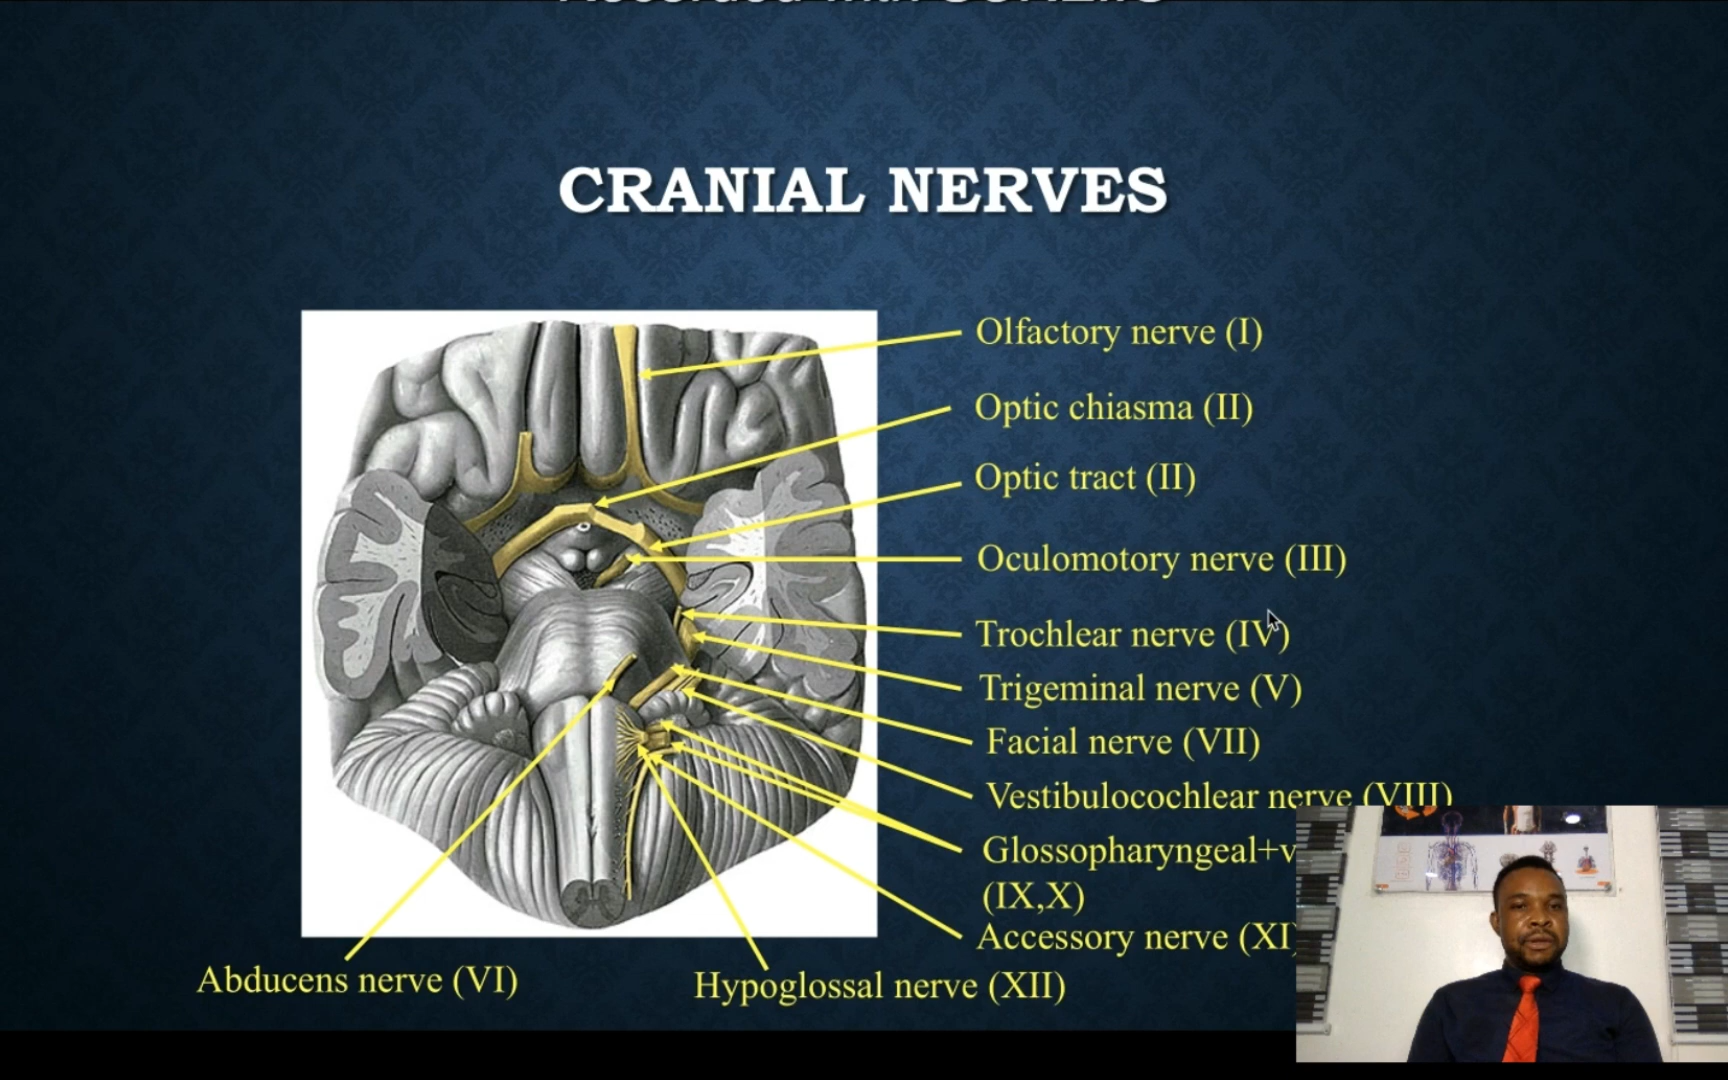 CRANIAL NERVES
Olfactory nerve (I)
Optic chiasma (II)
Optic tract (II)
Oculomotory nerve (III)
Trochlear nerve (IV)
Trigeminal nerve (V)
Facial nerve (VII)
Vestibulocochlear nerve (VIII)
Glossopharyngeal+v
(IX,X)
Accessory nerve (XI)
Abducens nerve (VI)
Hypoglossal nerve (XII)